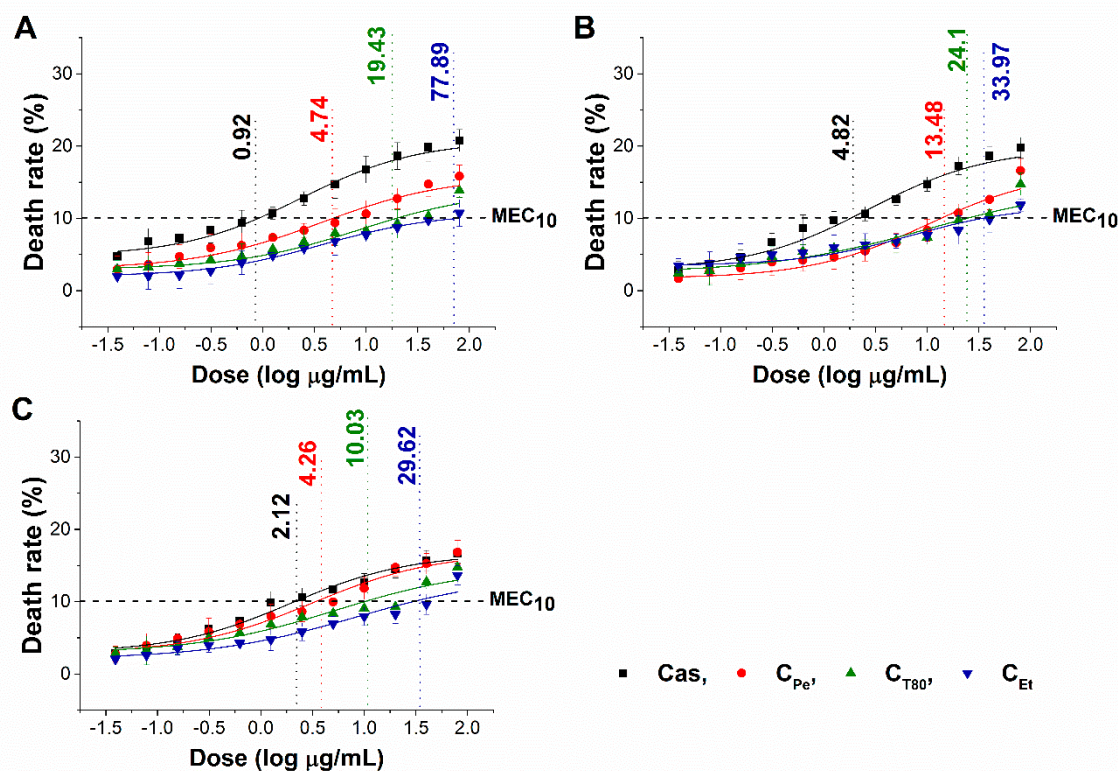 A
Death rate (%)
30
20
10
0
0.92
4.74
19.43
77.89
MEC10
-1.5 -1.0 -0.5 0.0 0.5 1.0 1.5 2.0
Dose (log μg/mL)
B
Death rate (%)
30
20
10
0
4.82
13.48
24.1
33.97
MEC10
-1.5 -1.0 -0.5 0.0 0.5 1.0 1.5 2.0
Dose (log μg/mL)
C
Death rate (%)
30
20
10
0
2.12
4.26
10.03
29.62
MEC10
-1.5 -1.0 -0.5 0.0 0.5 1.0 1.5 2.0
Dose (log μg/mL)
Cas, CPe, CT80, CEt